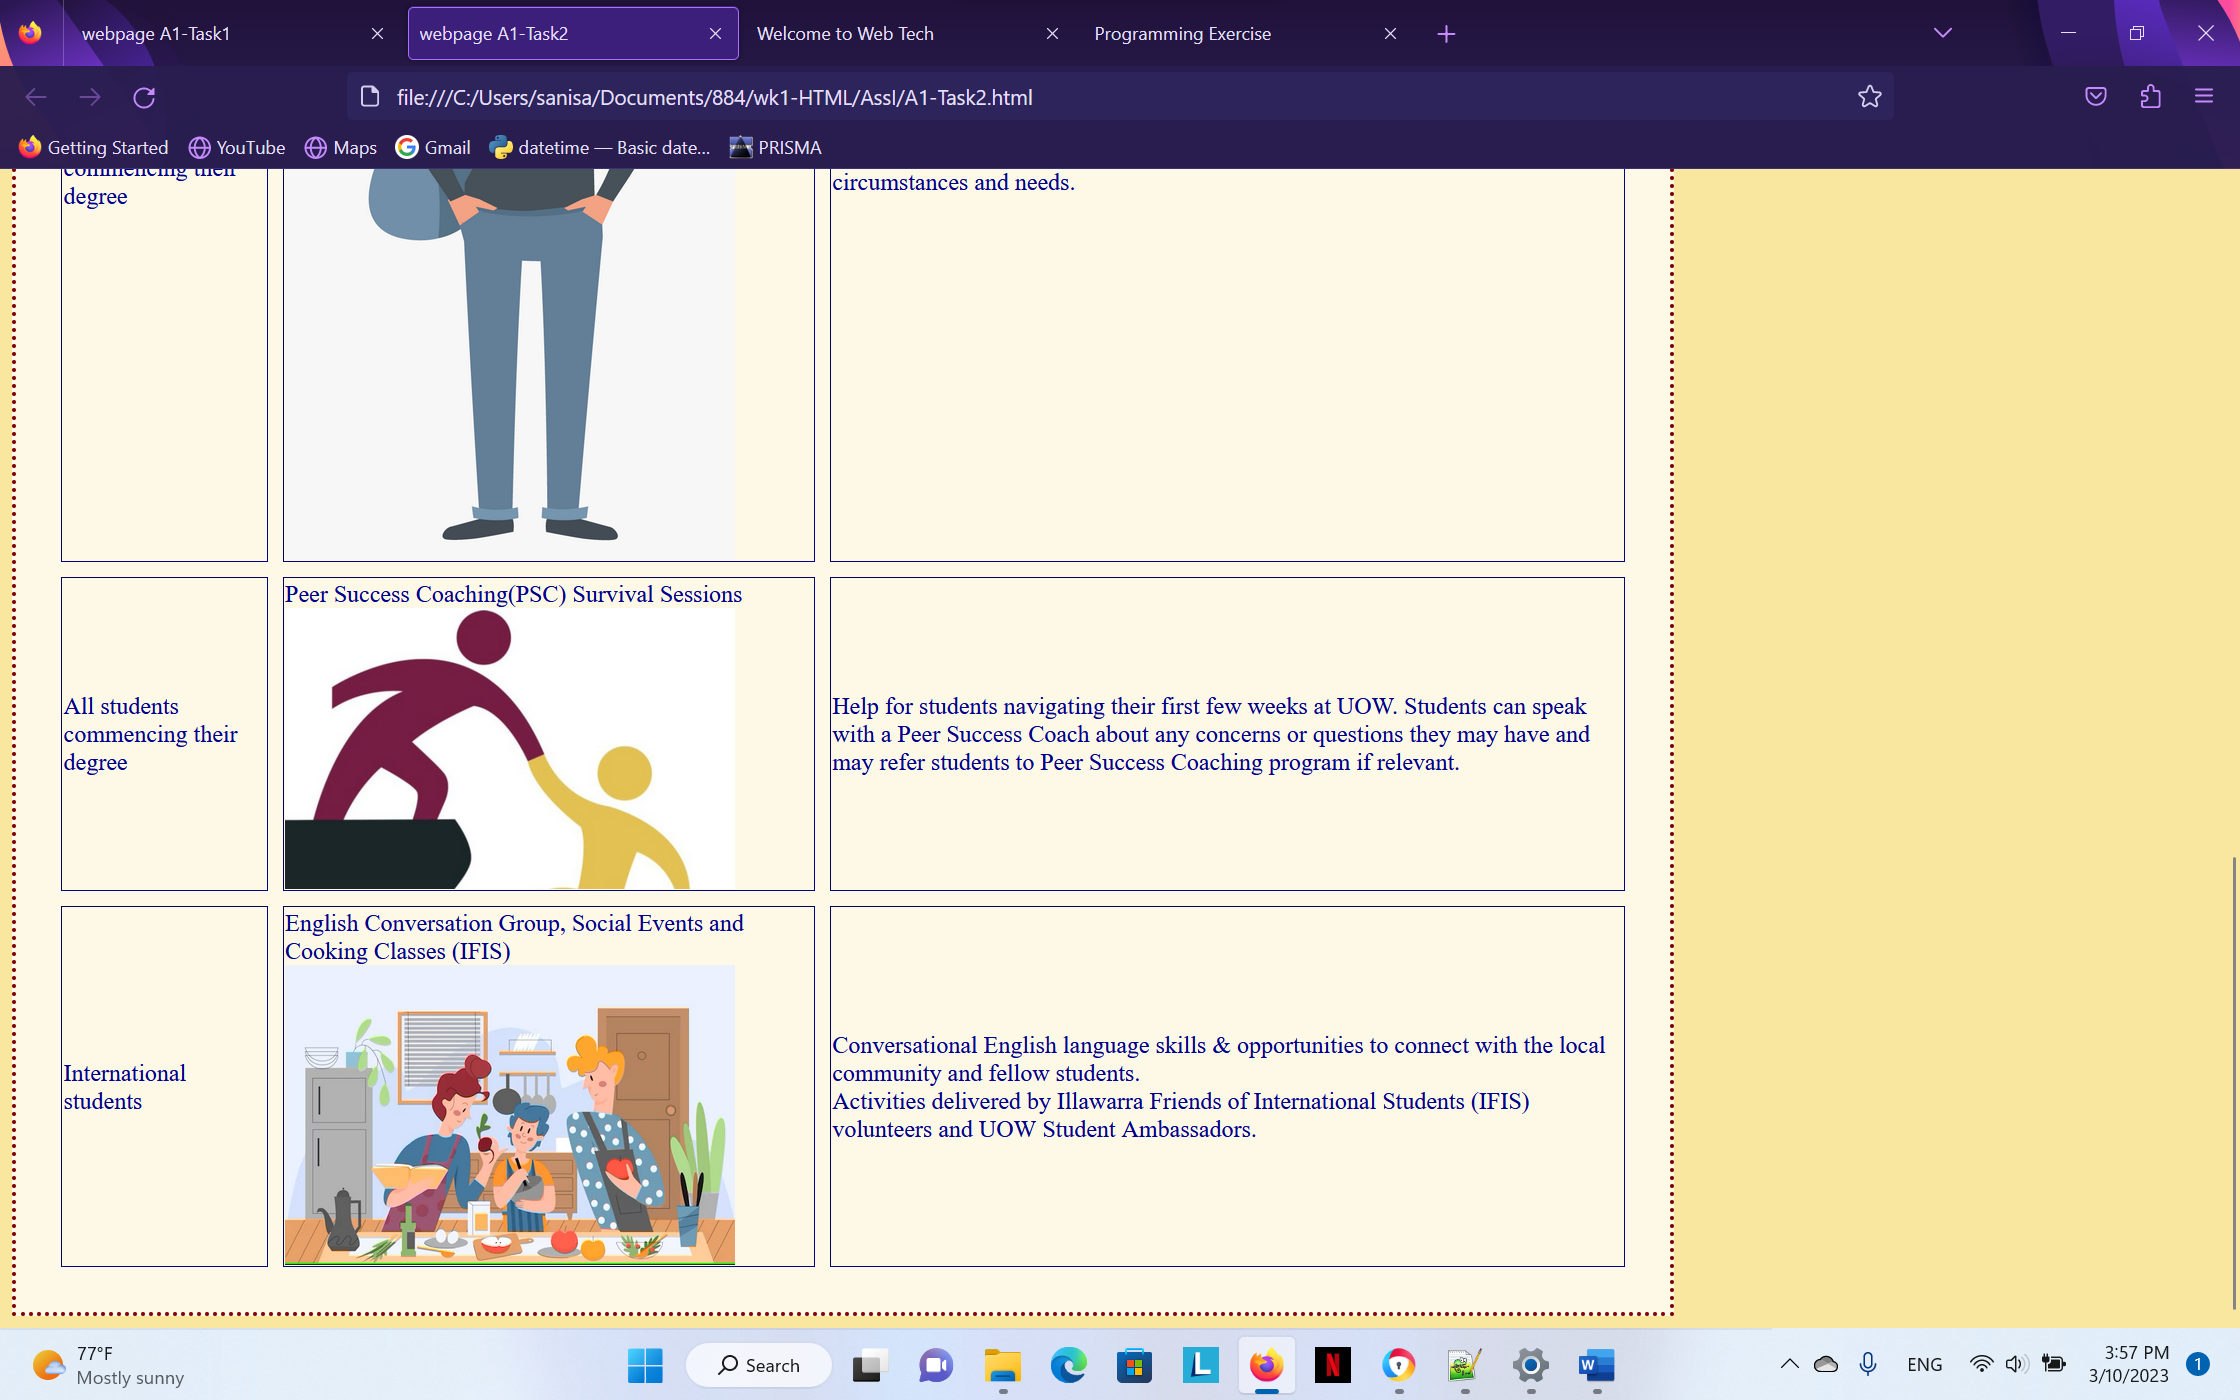 webpage A1-Task1
webpage A1-Task2
Welcome to Web Tech
Programming Exercise
file:///C:/Users/sanisa/Documents/884/wk1-HTML/AssI/A1-Task2.html
Getting Started
YouTube
Maps
Gmail
datetime — Basic date...
PRISMA
commencing their
degree
circumstances and needs.
All students
commencing their
degree
Peer Success Coaching(PSC) Survival Sessions
Help for students navigating their first few weeks at UOW. Students can speak
with a Peer Success Coach about any concerns or questions they may have and
may refer students to Peer Success Coaching program if relevant.
International
students
English Conversation Group, Social Events and
Cooking Classes (IFIS)
Conversational English language skills & opportunities to connect with the local
community and fellow students.
Activities delivered by Illawarra Friends of International Students (IFIS)
volunteers and UOW Student Ambassadors.
77°F
Mostly sunny
Search
L
N
W
ENG
3:57 PM
3/10/2023
1